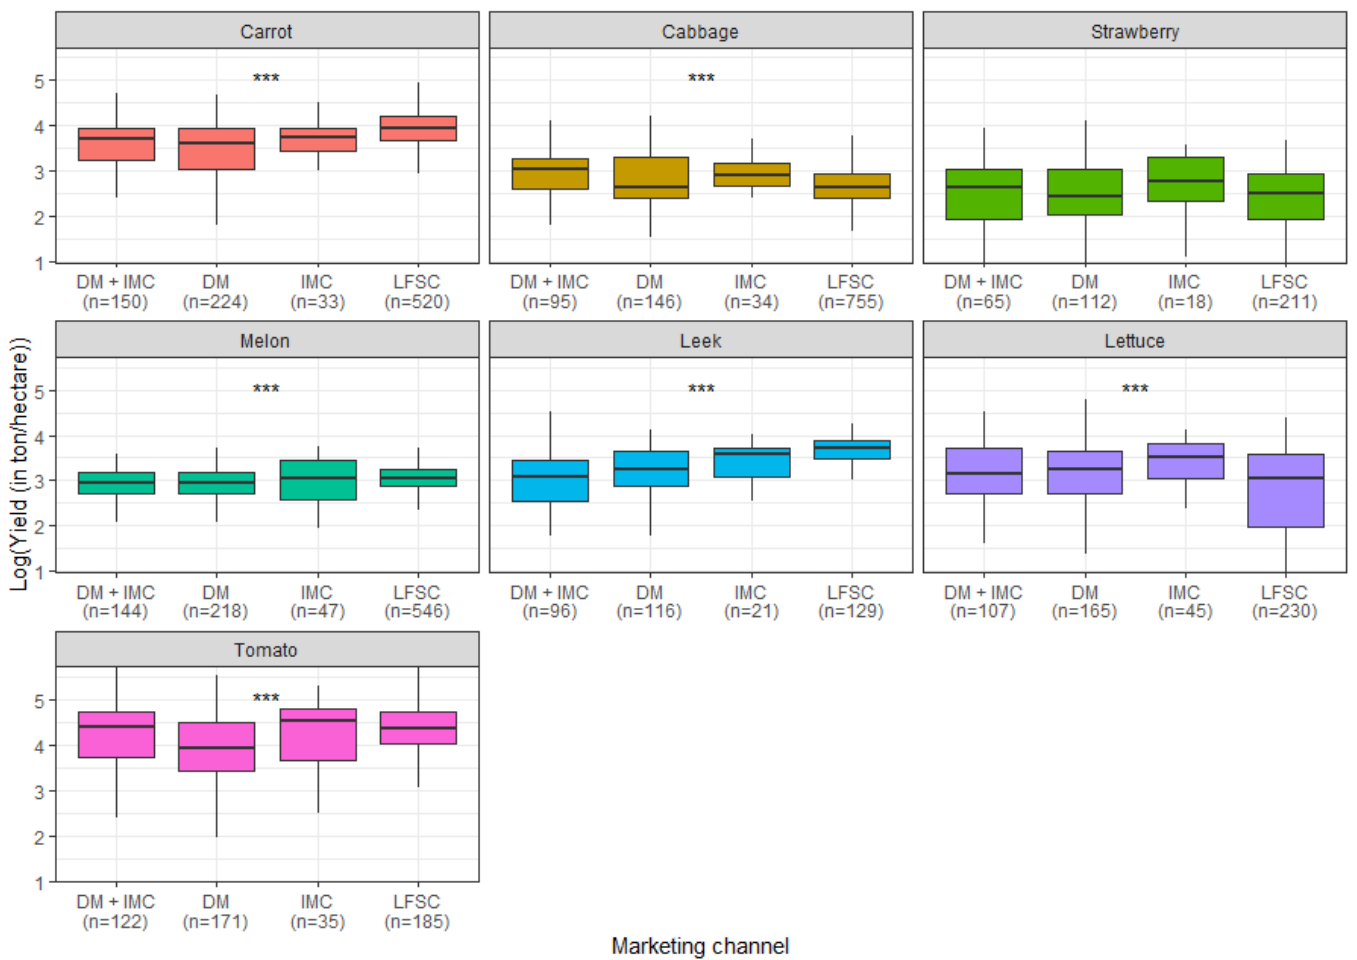 Carrot
Cabbage
Strawberry
***
***
5
4
3
2
1
DM + IMC DM IMC LFSC
(n=150) (n=224) (n=33) (n=520)
DM + IMC DM IMC LFSC
(n=95) (n=146) (n=34) (n=755)
DM + IMC DM IMC LFSC
(n=65) (n=112) (n=18) (n=211)
Log(Yield (in ton/hectare))
Melon
Leek
Lettuce
***
***
***
5
4
3
2
1
DM + IMC DM IMC LFSC
(n=144) (n=218) (n=47) (n=546)
DM + IMC DM IMC LFSC
(n=96) (n=116) (n=21) (n=129)
DM + IMC DM IMC LFSC
(n=107) (n=165) (n=45) (n=230)
Tomato
***
5
4
3
2
1
DM + IMC DM IMC LFSC
(n=122) (n=171) (n=35) (n=185)
Marketing channel